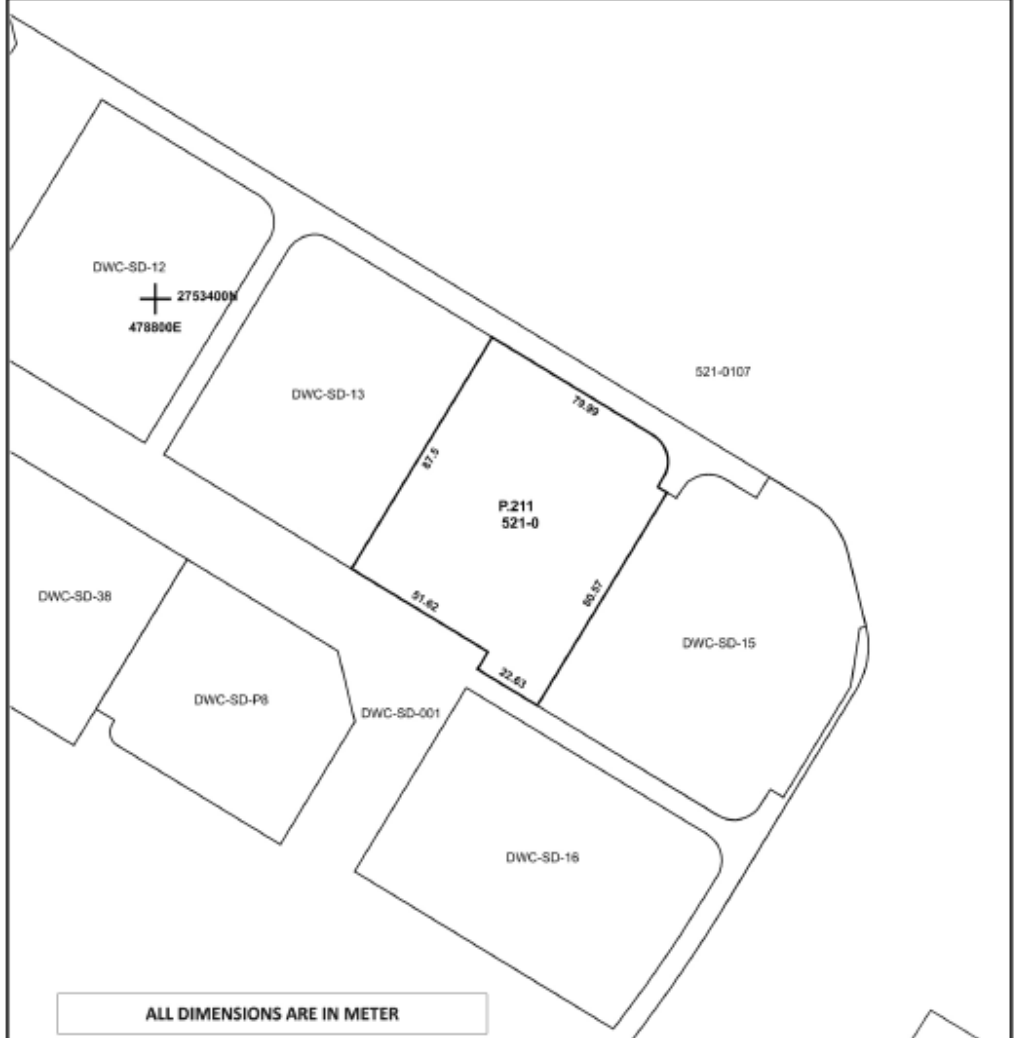 DWC-SD-12
2753400N
478800E
521-0107
DWC-SD-13
79.99
87.5
P.211
521-0
DWC-SD-38
51.62
80.57
DWC-SD-15
22.63
DWC-SD-P8
DWC-SD-001
DWC-SD-16
ALL DIMENSIONS ARE IN METER